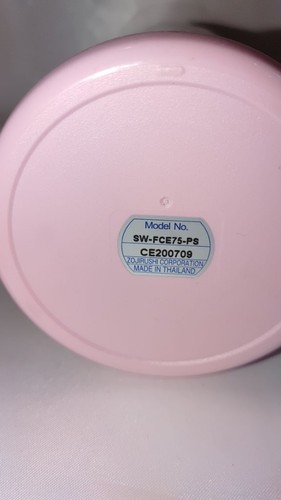 Model No.
SW-FCE75-PS
CE200709
ZOJIRUSHI CORPORATION
MADE IN THAILAND